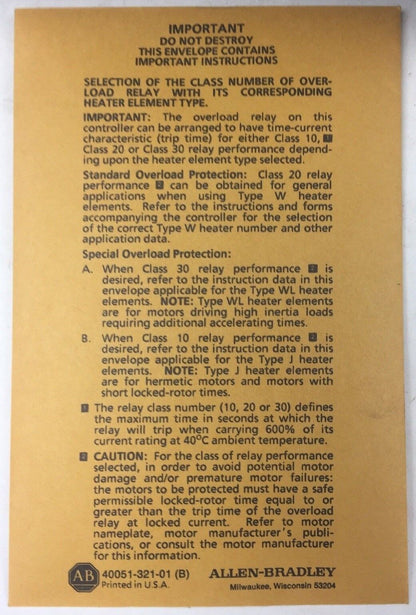 IMPORTANT
DO NOT DESTROY
THIS ENVELOPE CONTAINS
IMPORTANT INSTRUCTIONS
SELECTION OF THE CLASS NUMBER OF OVER-
LOAD RELAY WITH ITS CORRESPONDING
HEATER ELEMENT TYPE.
IMPORTANT: The overload relay on this
controller can be arranged to have time-current
characteristic (trip time) for either Class 10, 1
Class 20 or Class 30 relay performance depend-
ing upon the heater element type selected.
Standard Overload Protection: Class 20 relay
performance 2 can be obtained for general
applications when using Type W heater
elements. Refer to the instructions and forms
accompanying the controller for the selection
of the correct Type W heater number and other
application data.
Special Overload Protection:
A. When Class 30 relay performance 2 is
desired, refer to the instruction data in this
envelope applicable for the Type WL heater
elements. NOTE: Type WL heater elements
are for motors driving high inertia loads
requiring additional accelerating times.
B. When Class 10 relay performance 2 is
desired, refer to the instruction data in this
envelope applicable for the Type J heater
elements. NOTE: Type J heater elements
are for hermetic motors and motors with
short locked-rotor times.
1 The relay class number (10, 20 or 30) defines
the maximum time in seconds at which the
relay will trip when carrying 600% of its
current rating at 40°C ambient temperature.
2 CAUTION: For the class of relay performance
selected, in order to avoid potential motor
damage and/or premature motor failures:
the motors to be protected must have a safe
permissible locked-rotor time equal to or
greater than the trip time of the overload
relay at locked current. Refer to motor
nameplate, motor manufacturer's publi-
cations, or consult the motor manufacturer
for this information.
AB 40051-321-01 (B) ALLEN-BRADLEY
Printed in U.S.A. Milwaukee, Wisconsin 53204